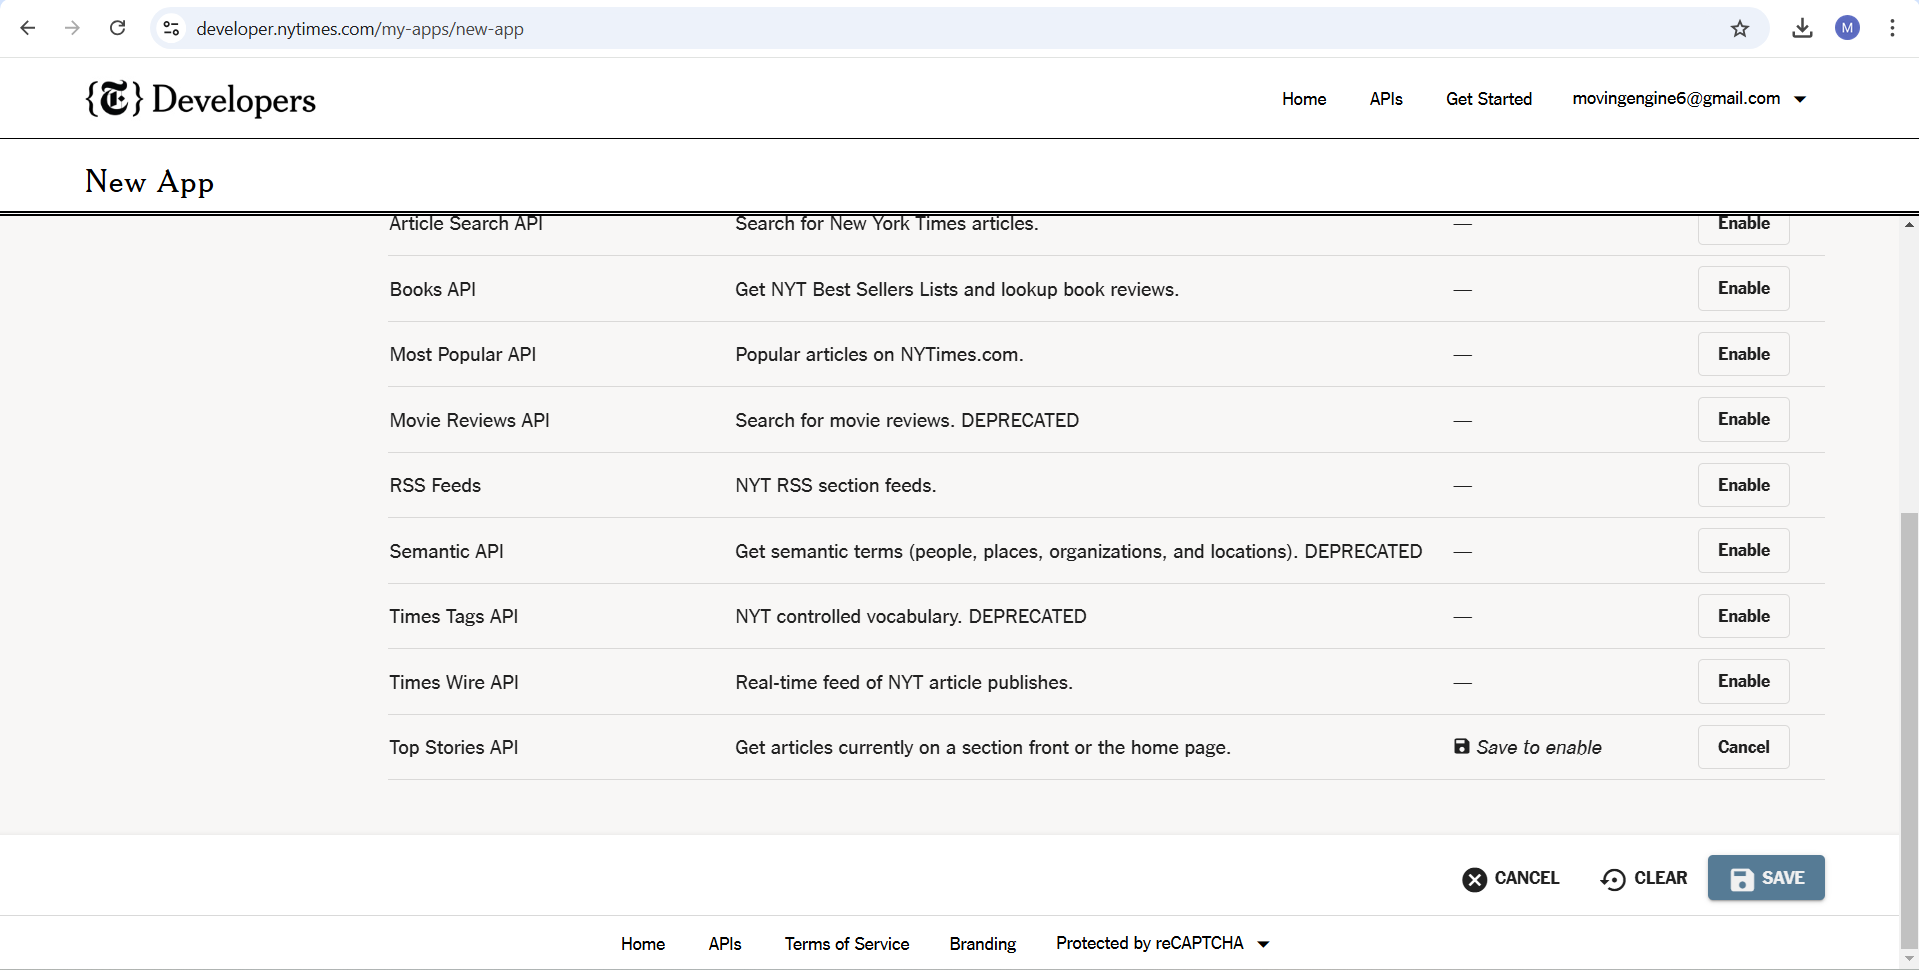 developer.nytimes.com/my-apps/new-app
M
{T} Developers
Home APIs Get Started movingengine6@gmail.com
New App
Article Search API Search for New York Times articles. — Enable
Books API Get NYT Best Sellers Lists and lookup book reviews. — Enable
Most Popular API Popular articles on NYTimes.com. — Enable
Movie Reviews API Search for movie reviews. DEPRECATED — Enable
RSS Feeds NYT RSS section feeds. — Enable
Semantic API Get semantic terms (people, places, organizations, and locations). DEPRECATED — Enable
Times Tags API NYT controlled vocabulary. DEPRECATED — Enable
Times Wire API Real-time feed of NYT article publishes. — Enable
Top Stories API Get articles currently on a section front or the home page. Save to enable Cancel
CANCEL CLEAR SAVE
Home APIs Terms of Service Branding Protected by reCAPTCHA